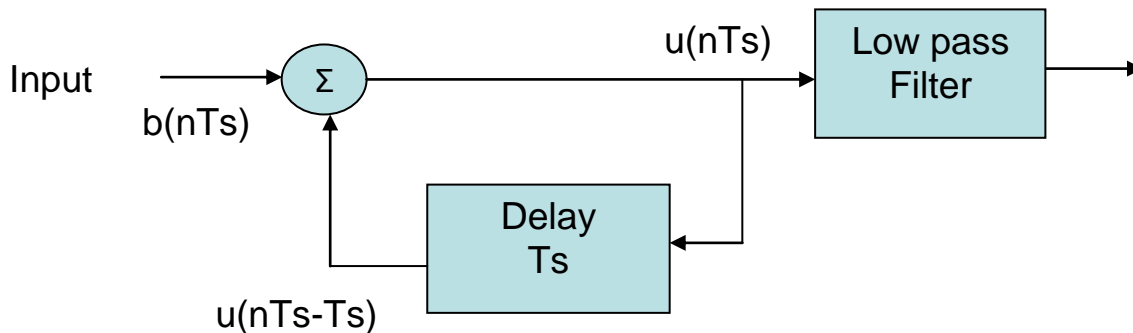 u(nTs)
Low pass
Filter
Input
Σ
b(nTs)
Delay
Ts
u(nTs-Ts)